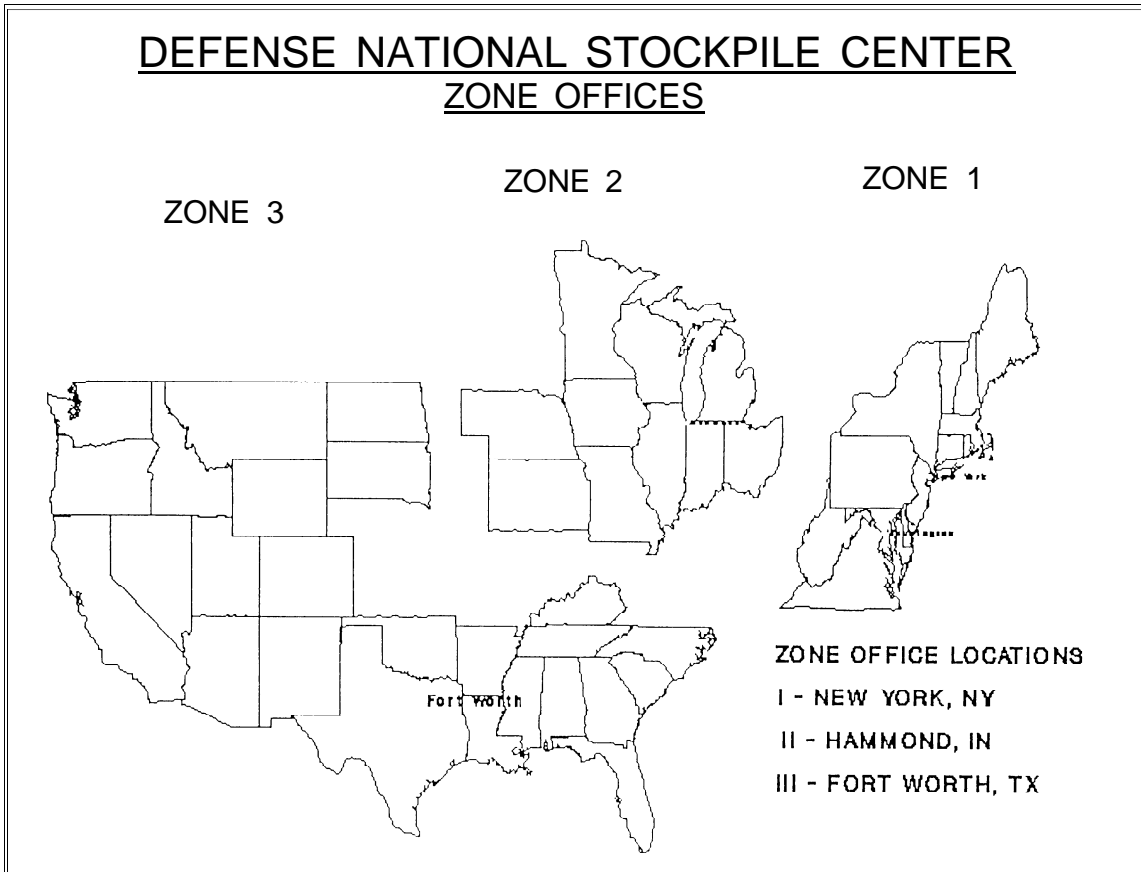 DEFENSE NATIONAL STOCKPILE CENTER
ZONE OFFICES
ZONE 2
ZONE 1
ZONE 3
York
Fort Worth
ZONE OFFICE LOCATIONS
I - NEW YORK, NY
II - HAMMOND, IN
III - FORT WORTH, TX